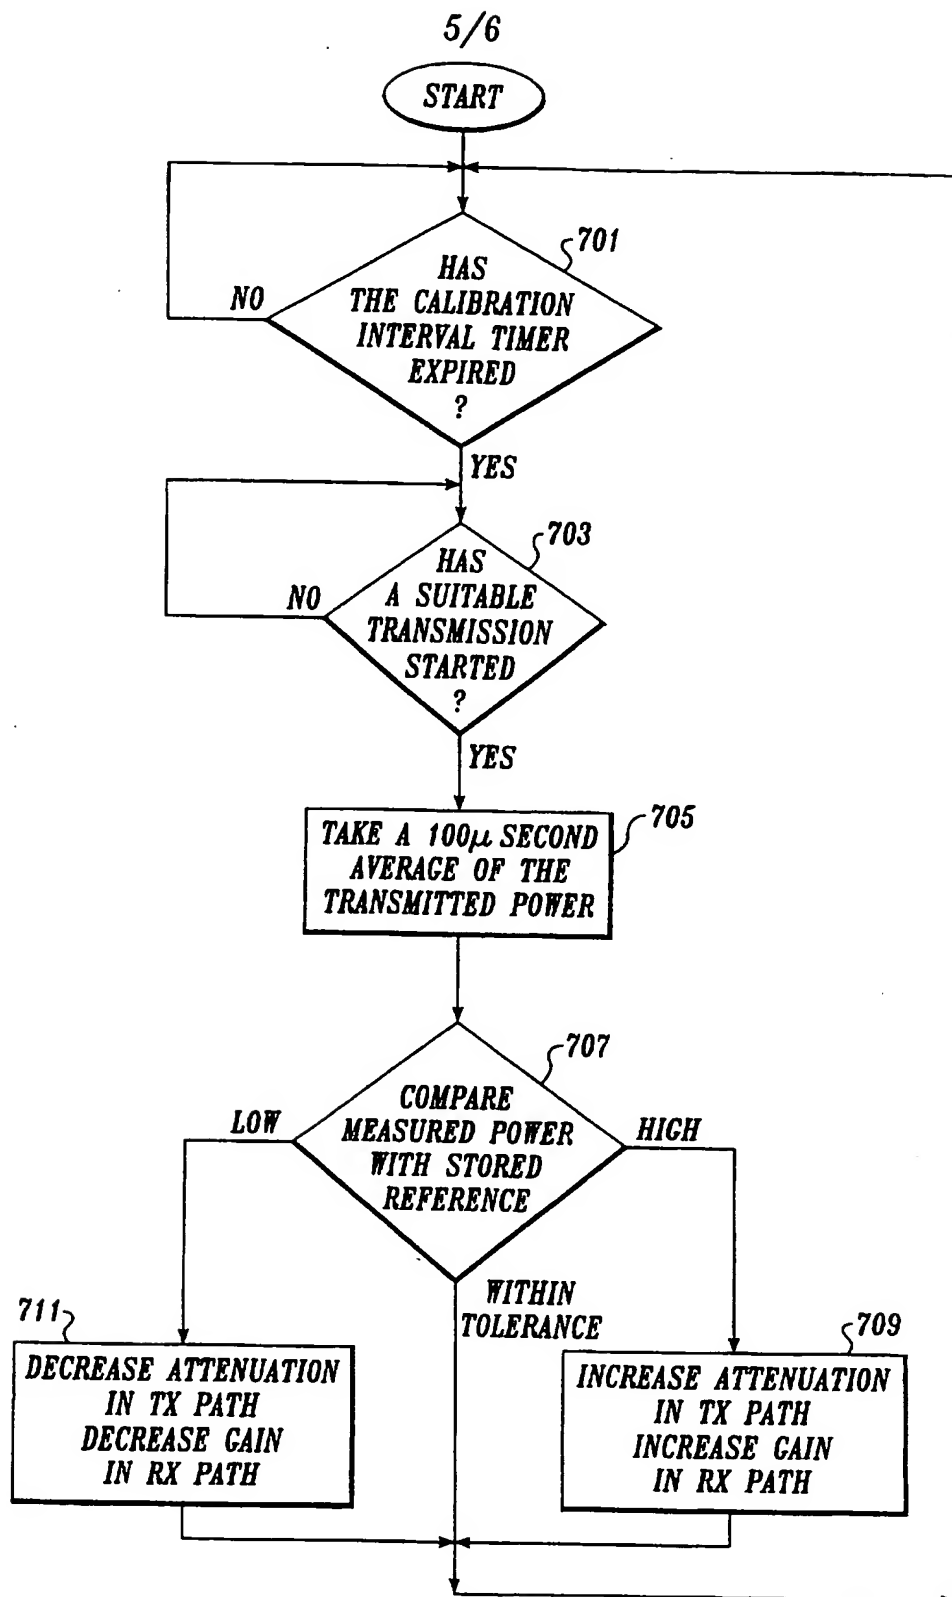 5/6
START
701
HAS
THE CALIBRATION
INTERVAL TIMER
EXPIRED
?
NO
YES
703
HAS
A SUITABLE
TRANSMISSION
STARTED
?
NO
YES
705
TAKE A 100μ SECOND
AVERAGE OF THE
TRANSMITTED POWER
707
COMPARE
MEASURED POWER
WITH STORED
REFERENCE
LOW
HIGH
WITHIN
TOLERANCE
711
DECREASE ATTENUATION
IN TX PATH
DECREASE GAIN
IN RX PATH
709
INCREASE ATTENUATION
IN TX PATH
INCREASE GAIN
IN RX PATH